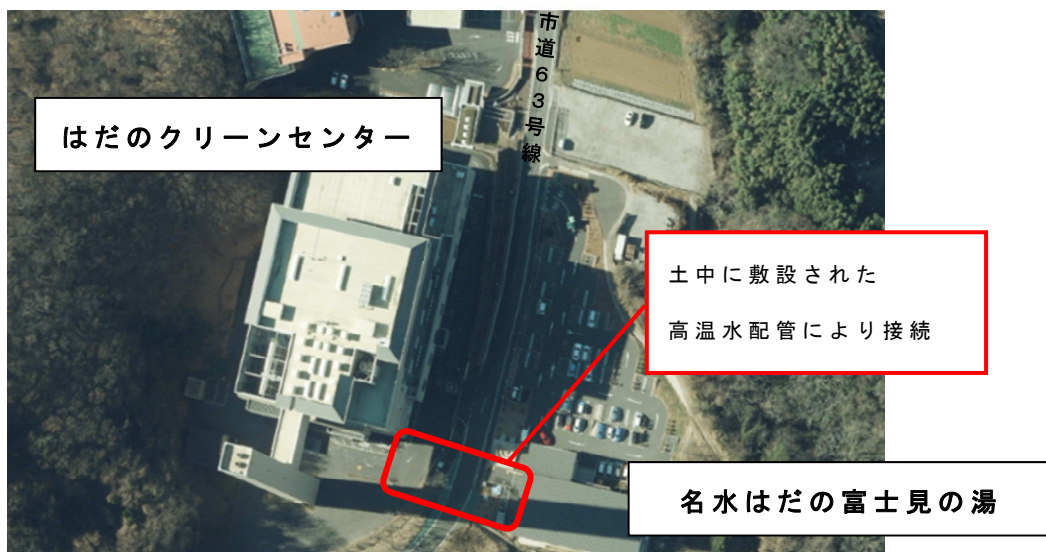 市道63号線
はだのクリーンセンター
土中に敷設された
高温水配管により接続
名水はだの富士見の湯